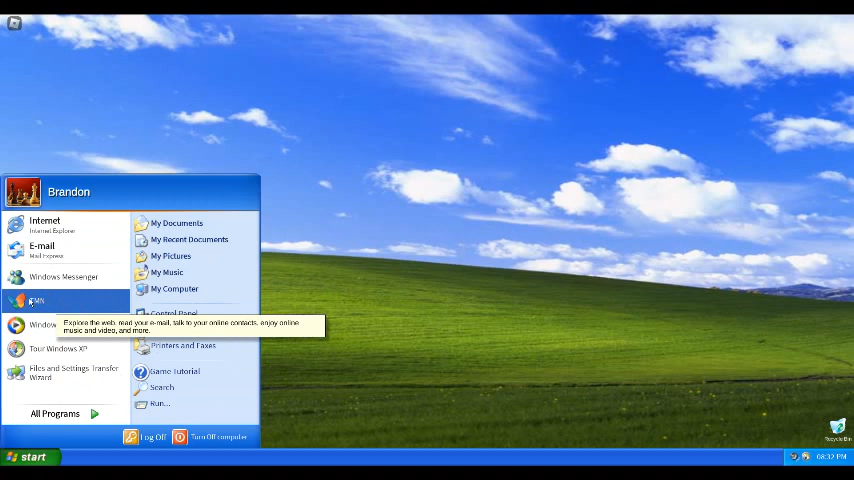 Brandon
Internet
Internet Explorer
E-mail
Mail Express
Windows Messenger
Tour Windows XP
Files and Settings Transfer
Wizard
All Programs
My Documents
My Recent Documents
My Pictures
My Music
My Computer
Control Panel
Explore the web, read your e-mail, talk to your online contacts, enjoy online
music and video, and more.
Printers and Faxes
Game Tutorial
Search
Run...
Log Off
Turn Off computer
Recycle Bin
start
08:32 PM